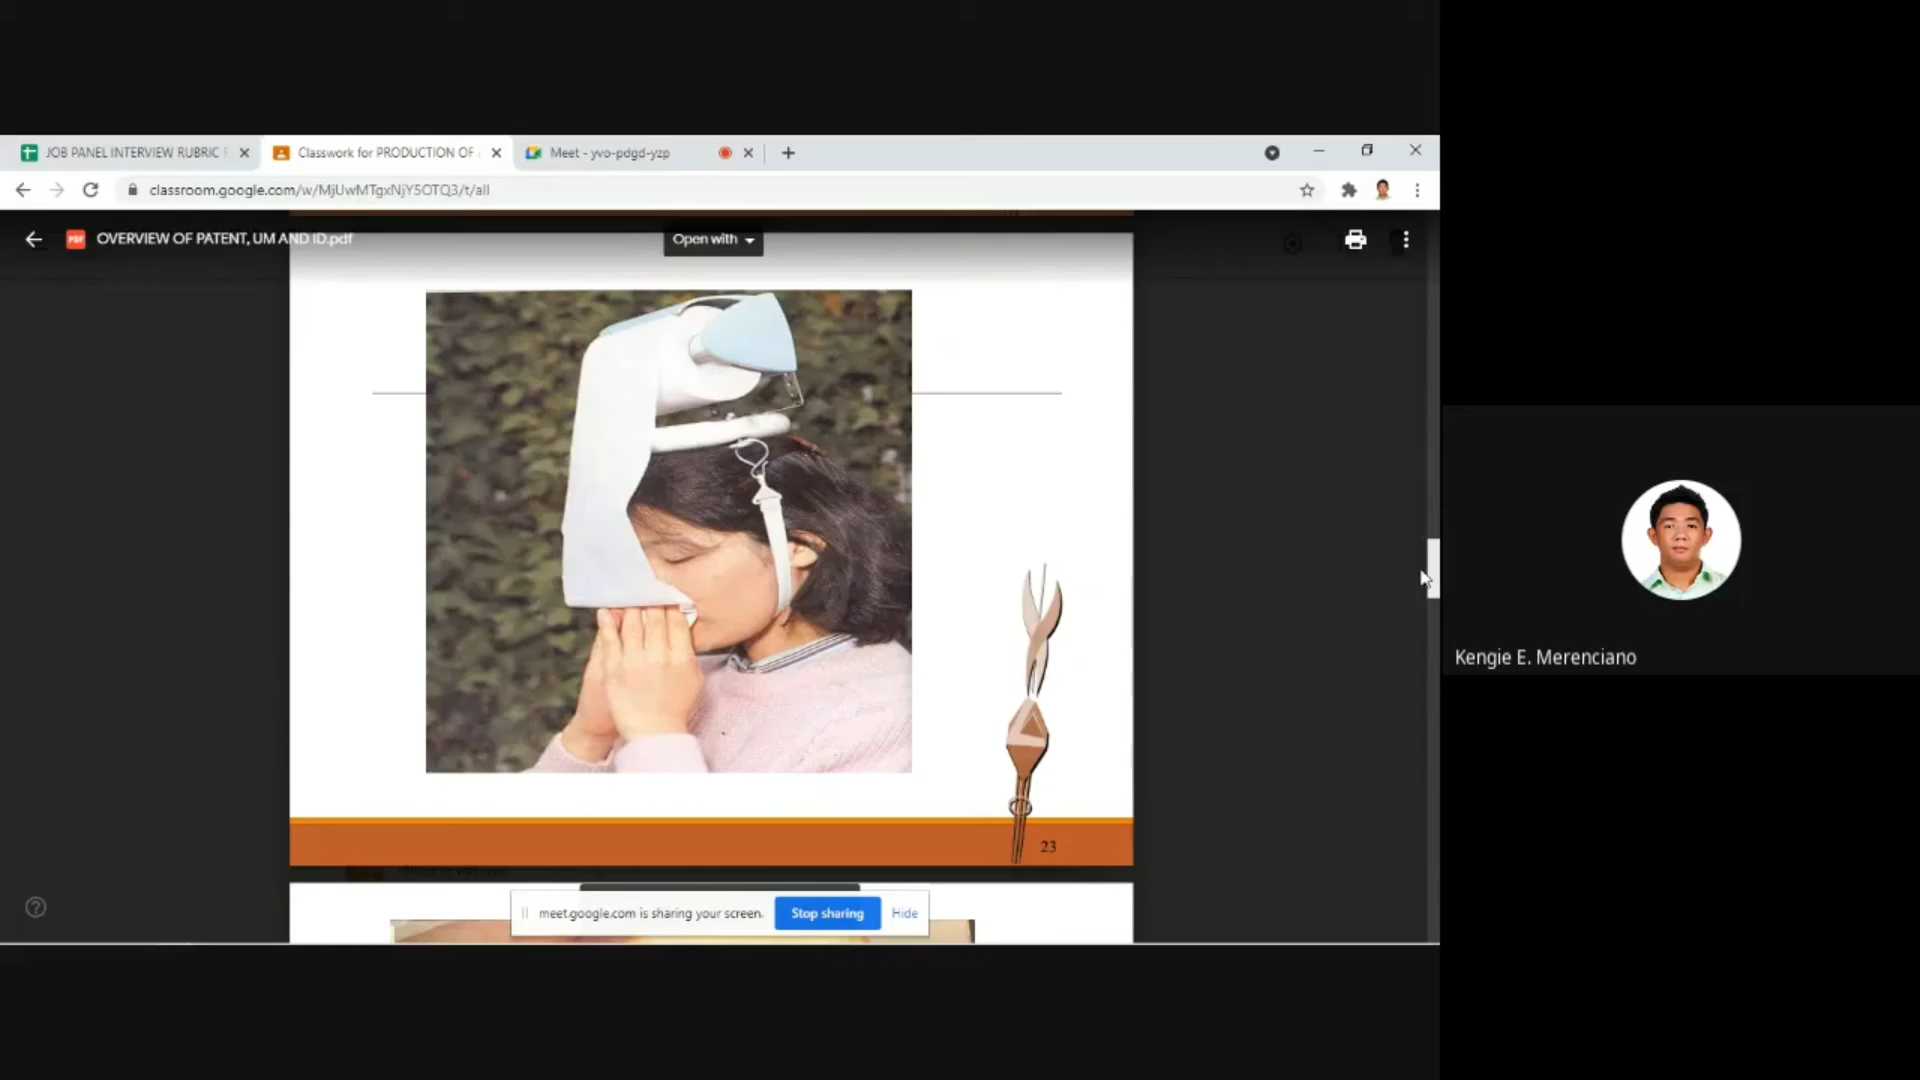 JOB PANEL INTERVIEW RUBRIC
Classwork for PRODUCTION OF
Meet - yvo-pdgd-yzp
classroom.google.com/w/MjUwMTgxNjY5OTQ3/t/all
PDF
OVERVIEW OF PATENT, UM AND ID.pdf
Open with
23
meet.google.com is sharing your screen.
Stop sharing
Hide
Kengie E. Merenciano